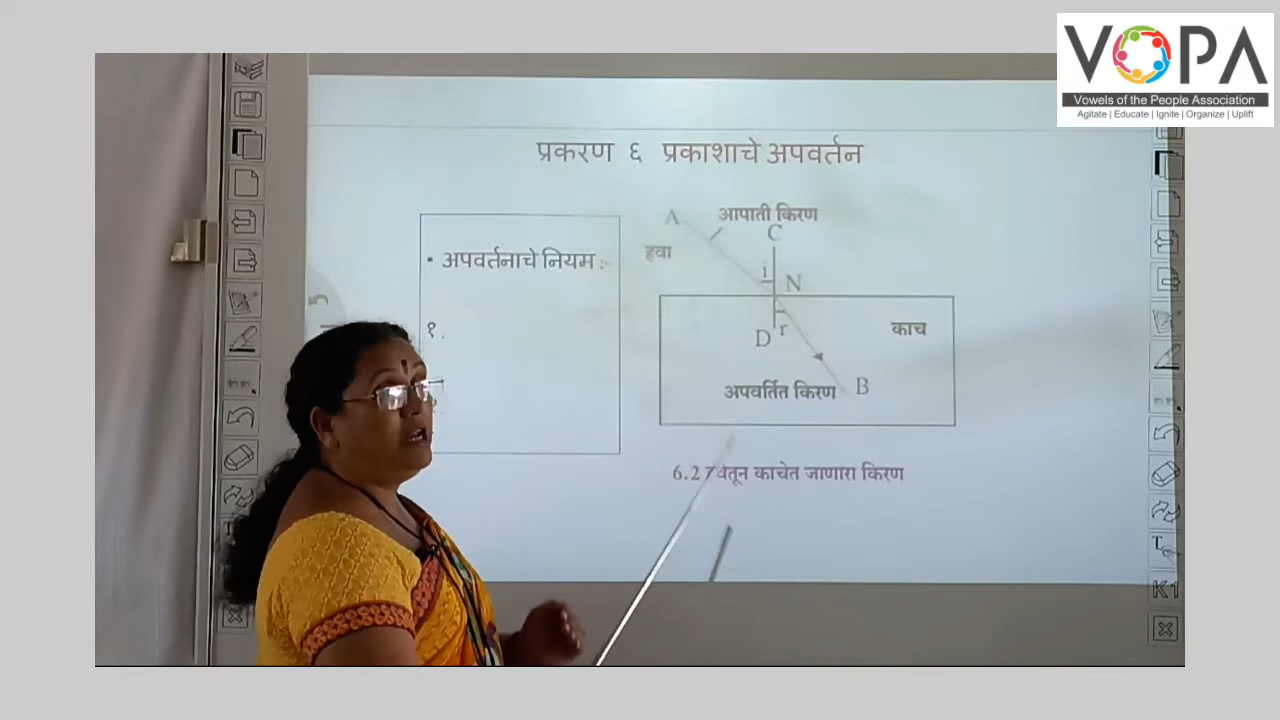 VOPA
Vowels of the People Association
Agitate | Educate | Ignite | Organize | Uplift
प्रकरण ६ प्रकाशाचे अपवर्तन
• अपवर्तनाचे नियम :-
१.
A
आपाती किरण
C
हवा
i
N
D
r
काच
अपवर्तित किरण
B
6.2 काचेत जाणारा किरण
T
T
K1